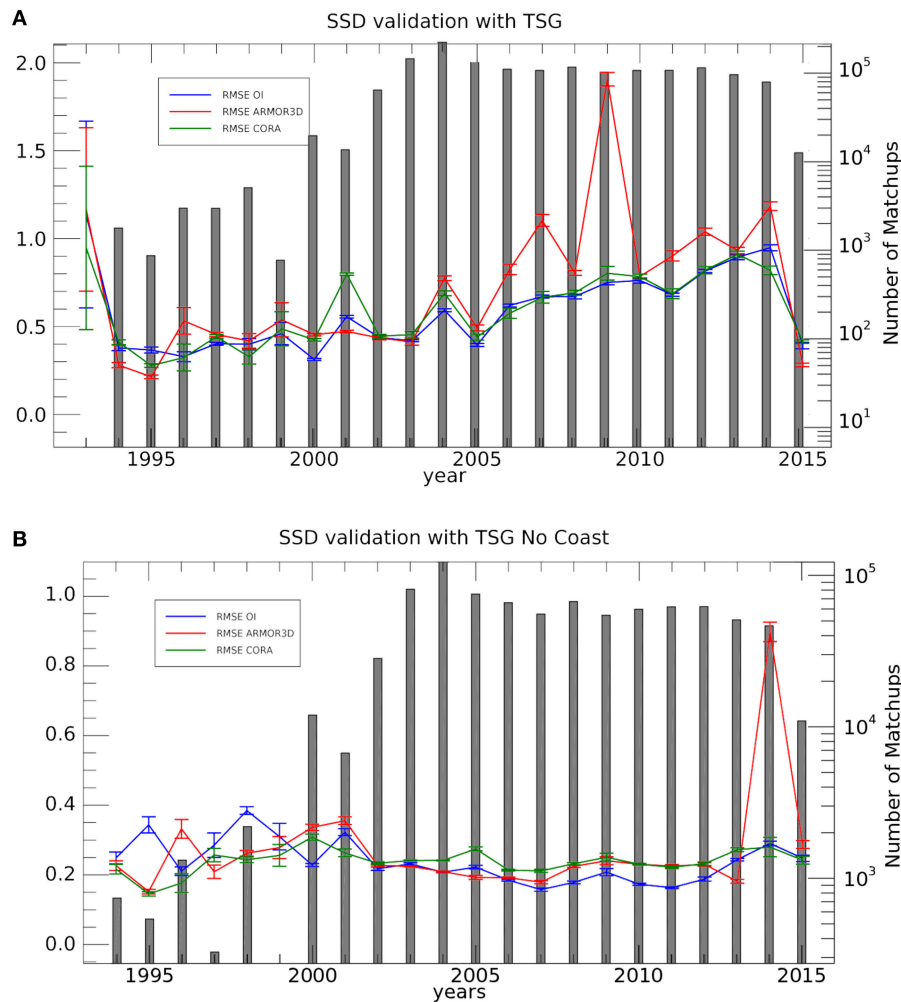 A
SSD validation with TSG
2.0
1.5
1.0
0.5
0.0
RMSE OI
RMSE ARMOR3D
RMSE CORA
10^5
10^4
10^3
10^2
10^1
Number of Matchups
1995
2000
2005
2010
2015
year
B
SSD validation with TSG No Coast
1.0
0.8
0.6
0.4
0.2
0.0
RMSE OI
RMSE ARMOR3D
RMSE CORA
10^5
10^4
10^3
Number of Matchups
1995
2000
2005
2010
2015
years